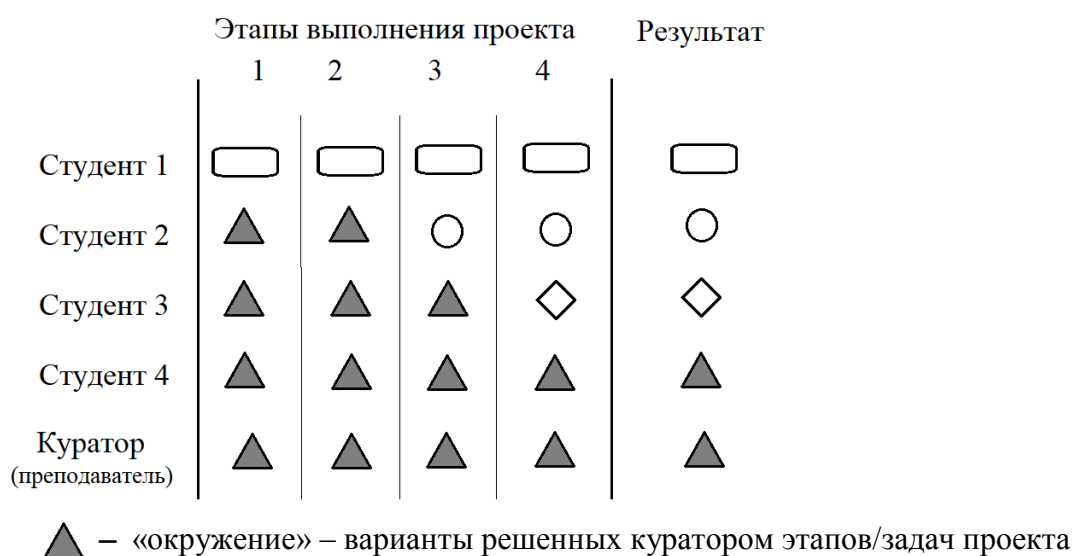 Этапы выполнения проекта Результат
1 2 3 4
Студент 1
Студент 2
Студент 3
Студент 4
Куратор
(преподаватель)
– «окружение» – варианты решенных куратором этапов/задач проекта